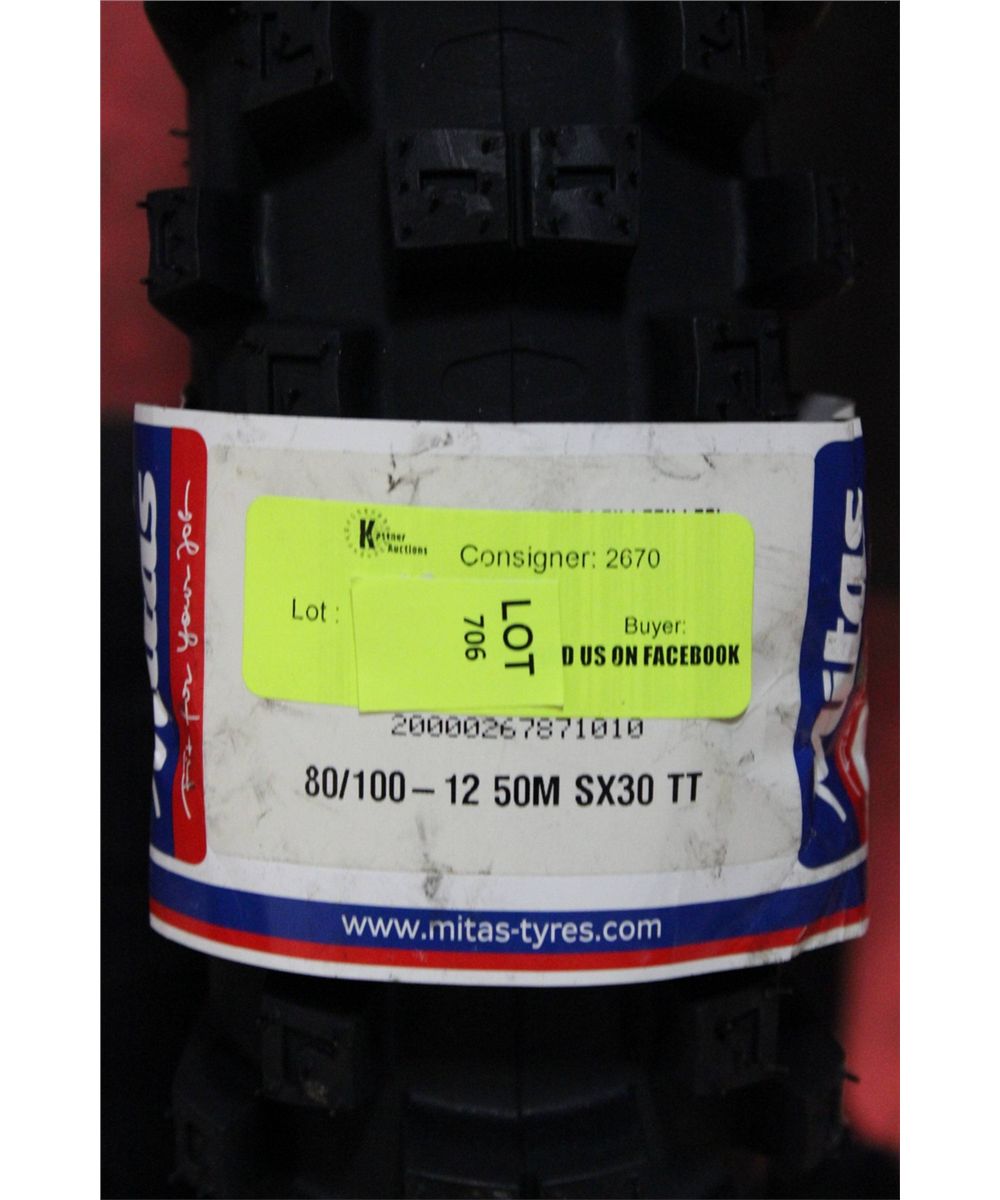 Mitas
Fit for your job
Kastner
Auctions
Consigner: 2670
Lot :
LOT
706
Buyer:
D US ON FACEBOOK
20000267871010
80/100 – 12 50M SX30 TT
Mitas
www.mitas-tyres.com